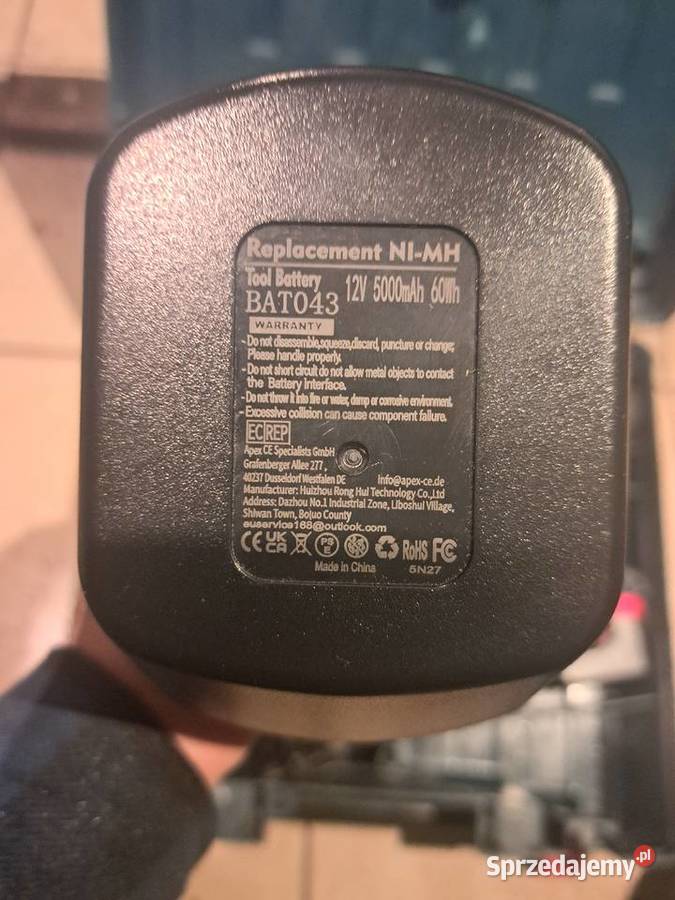 Replacement NI-MH
Tool Battery
BAT043 12V 5000mAh 60Wh
WARRANTY
- Do not disassemble,squeeze,discard, puncture or change;
Please handle properly.
- Do not short circuit do not allow metal objects to contact
the Battery interface.
- Do not throw it into fire or water, damp or corrosive environment.
- Excessive collision can cause component failure.
EC REP
Apex CE Specialists GmbH
Grafenberger Allee 277 ,
40237 Dusseldorf Westfalen DE info@apex-ce.de
Manufacturer: Huizhou Rong Hui Technology Co.,Ltd
Address: Dazhou No.1 Industrial Zone, Liboshui Village,
Shiwan Town, Boluo County
euservice168@outlook.com
CE UK CA PS E RoHS FC
Made in China 5N27
Sprzedajemy.pl